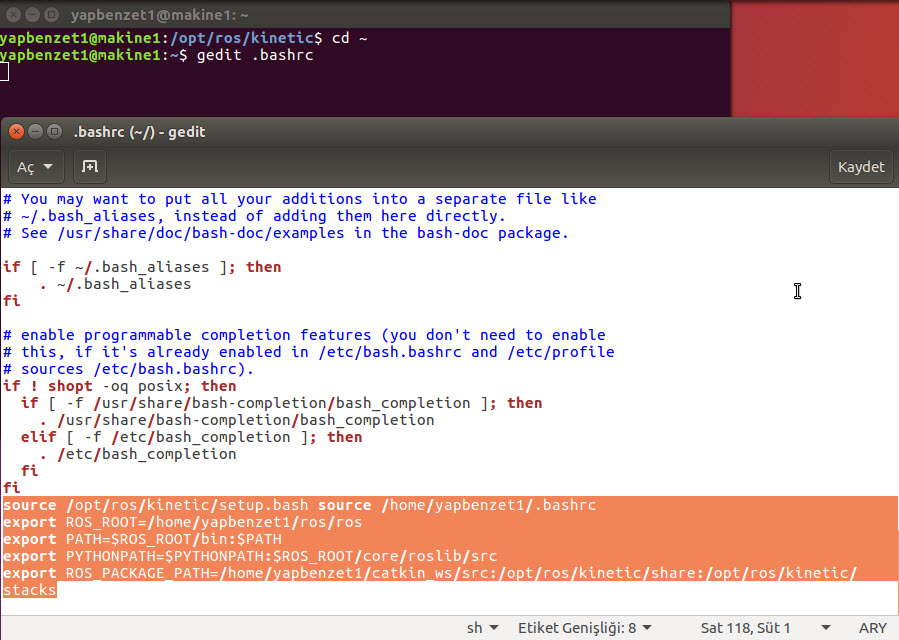 yapbenzet1@makine1: ~
yapbenzet1@makine1:/opt/ros/kinetic$ cd ~
yapbenzet1@makine1:~$ gedit .bashrc
.bashrc (~/) - gedit
Aç
Kaydet
# You may want to put all your additions into a separate file like
# ~/.bash_aliases, instead of adding them here directly.
# See /usr/share/doc/bash-doc/examples in the bash-doc package.
if [ -f ~/.bash_aliases ]; then
    . ~/.bash_aliases
fi
# enable programmable completion features (you don't need to enable
# this, if it's already enabled in /etc/bash.bashrc and /etc/profile
# sources /etc/bash.bashrc).
if ! shopt -oq posix; then
  if [ -f /usr/share/bash-completion/bash_completion ]; then
    . /usr/share/bash-completion/bash_completion
  elif [ -f /etc/bash_completion ]; then
    . /etc/bash_completion
  fi
fi
source /opt/ros/kinetic/setup.bash source /home/yapbenzet1/.bashrc
export ROS_ROOT=/home/yapbenzet1/ros/ros
export PATH=$ROS_ROOT/bin:$PATH
export PYTHONPATH=$PYTHONPATH:$ROS_ROOT/core/roslib/src
export ROS_PACKAGE_PATH=/home/yapbenzet1/catkin_ws/src:/opt/ros/kinetic/share:/opt/ros/kinetic/
stacks
sh Etiket Genişliği: 8 Sat 118, Süt 1 ARY